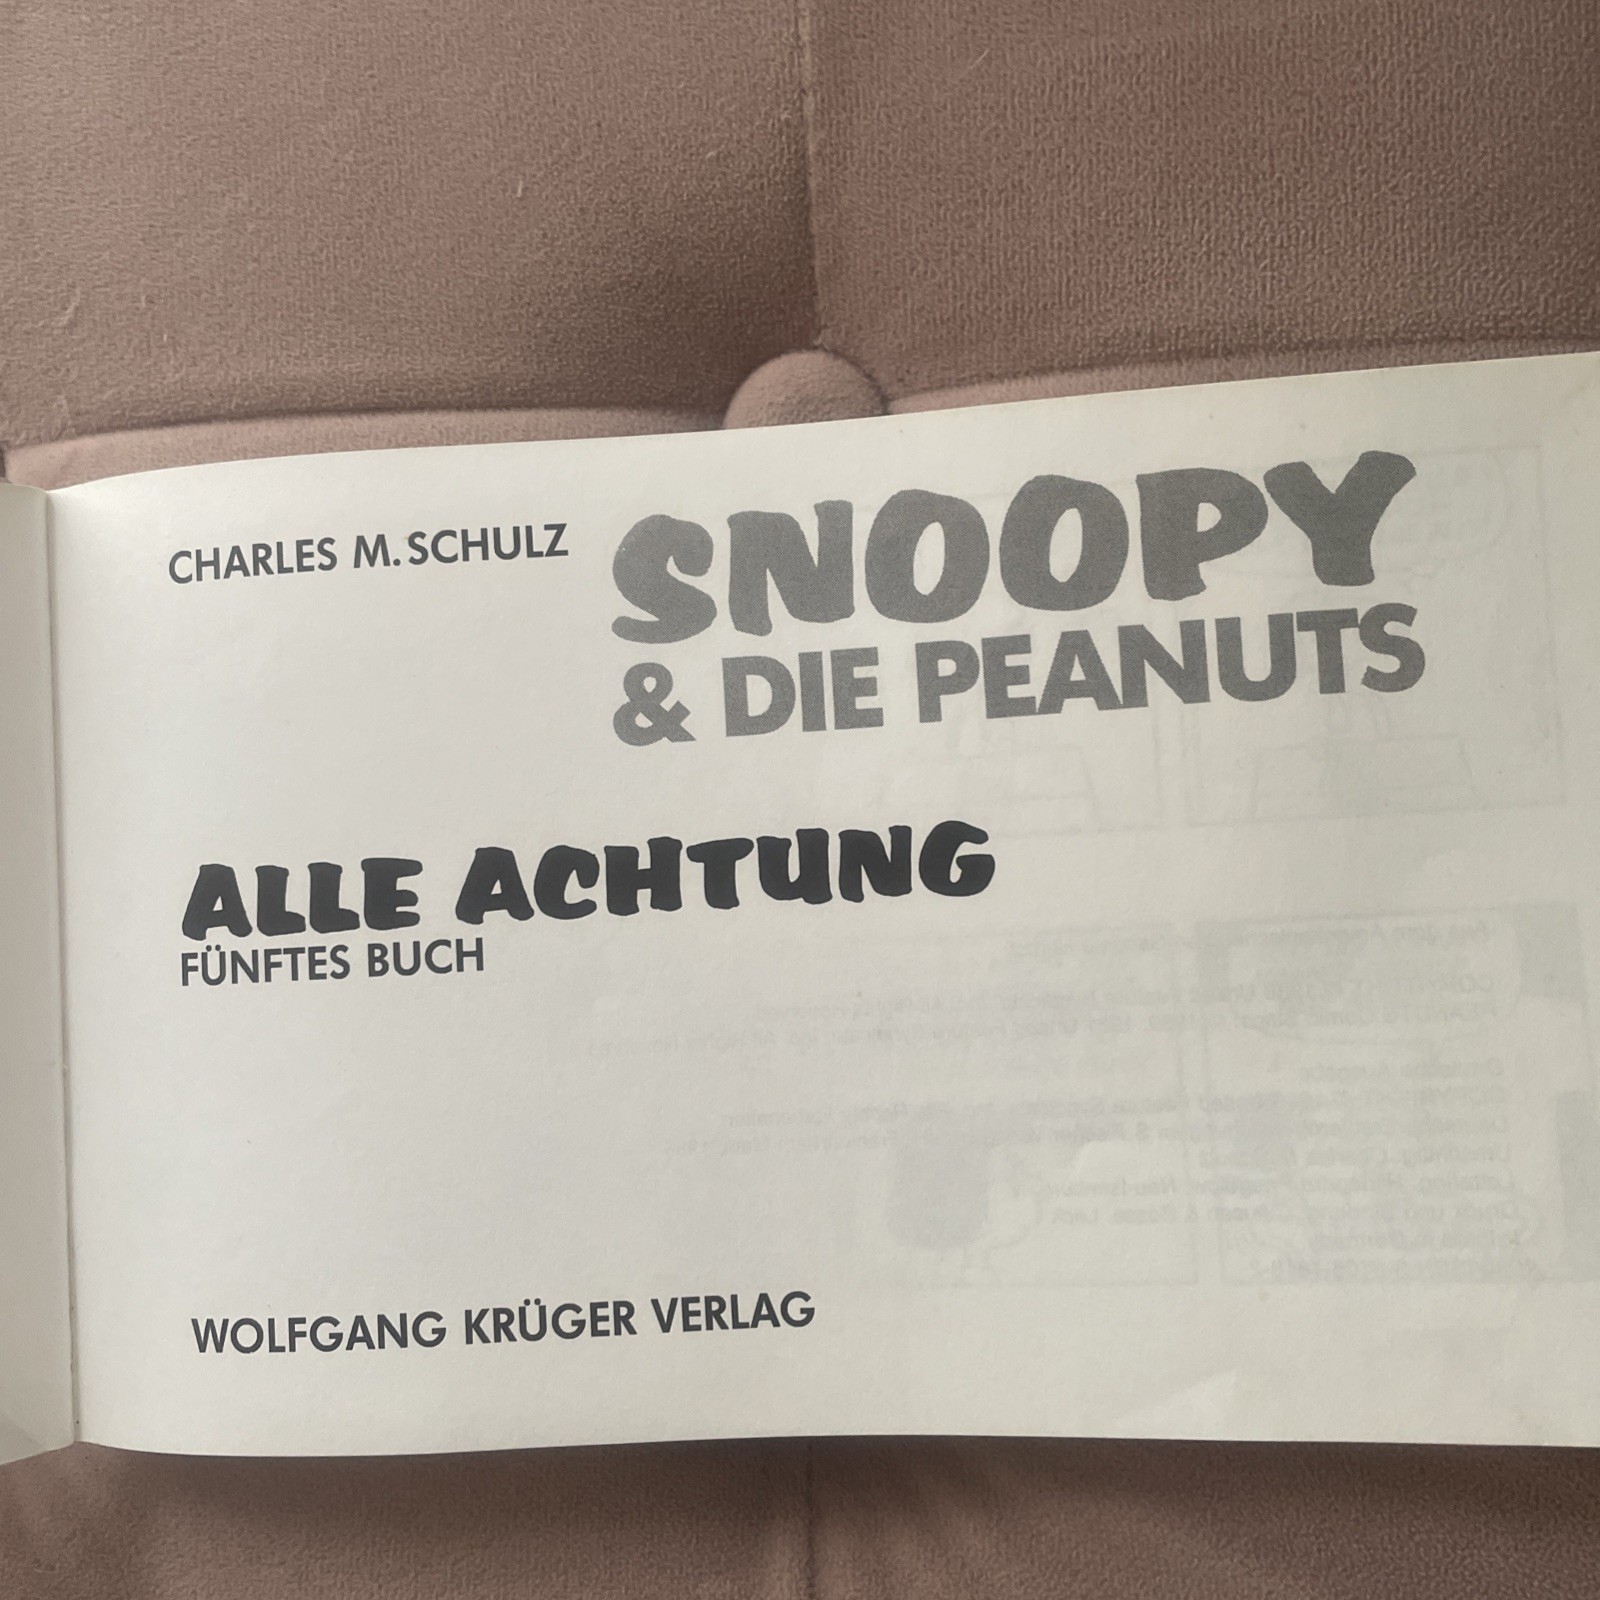 CHARLES M. SCHULZ
SNOOPY
& DIE PEANUTS
ALLE ACHTUNG
FÜNFTES BUCH
WOLFGANG KRÜGER VERLAG